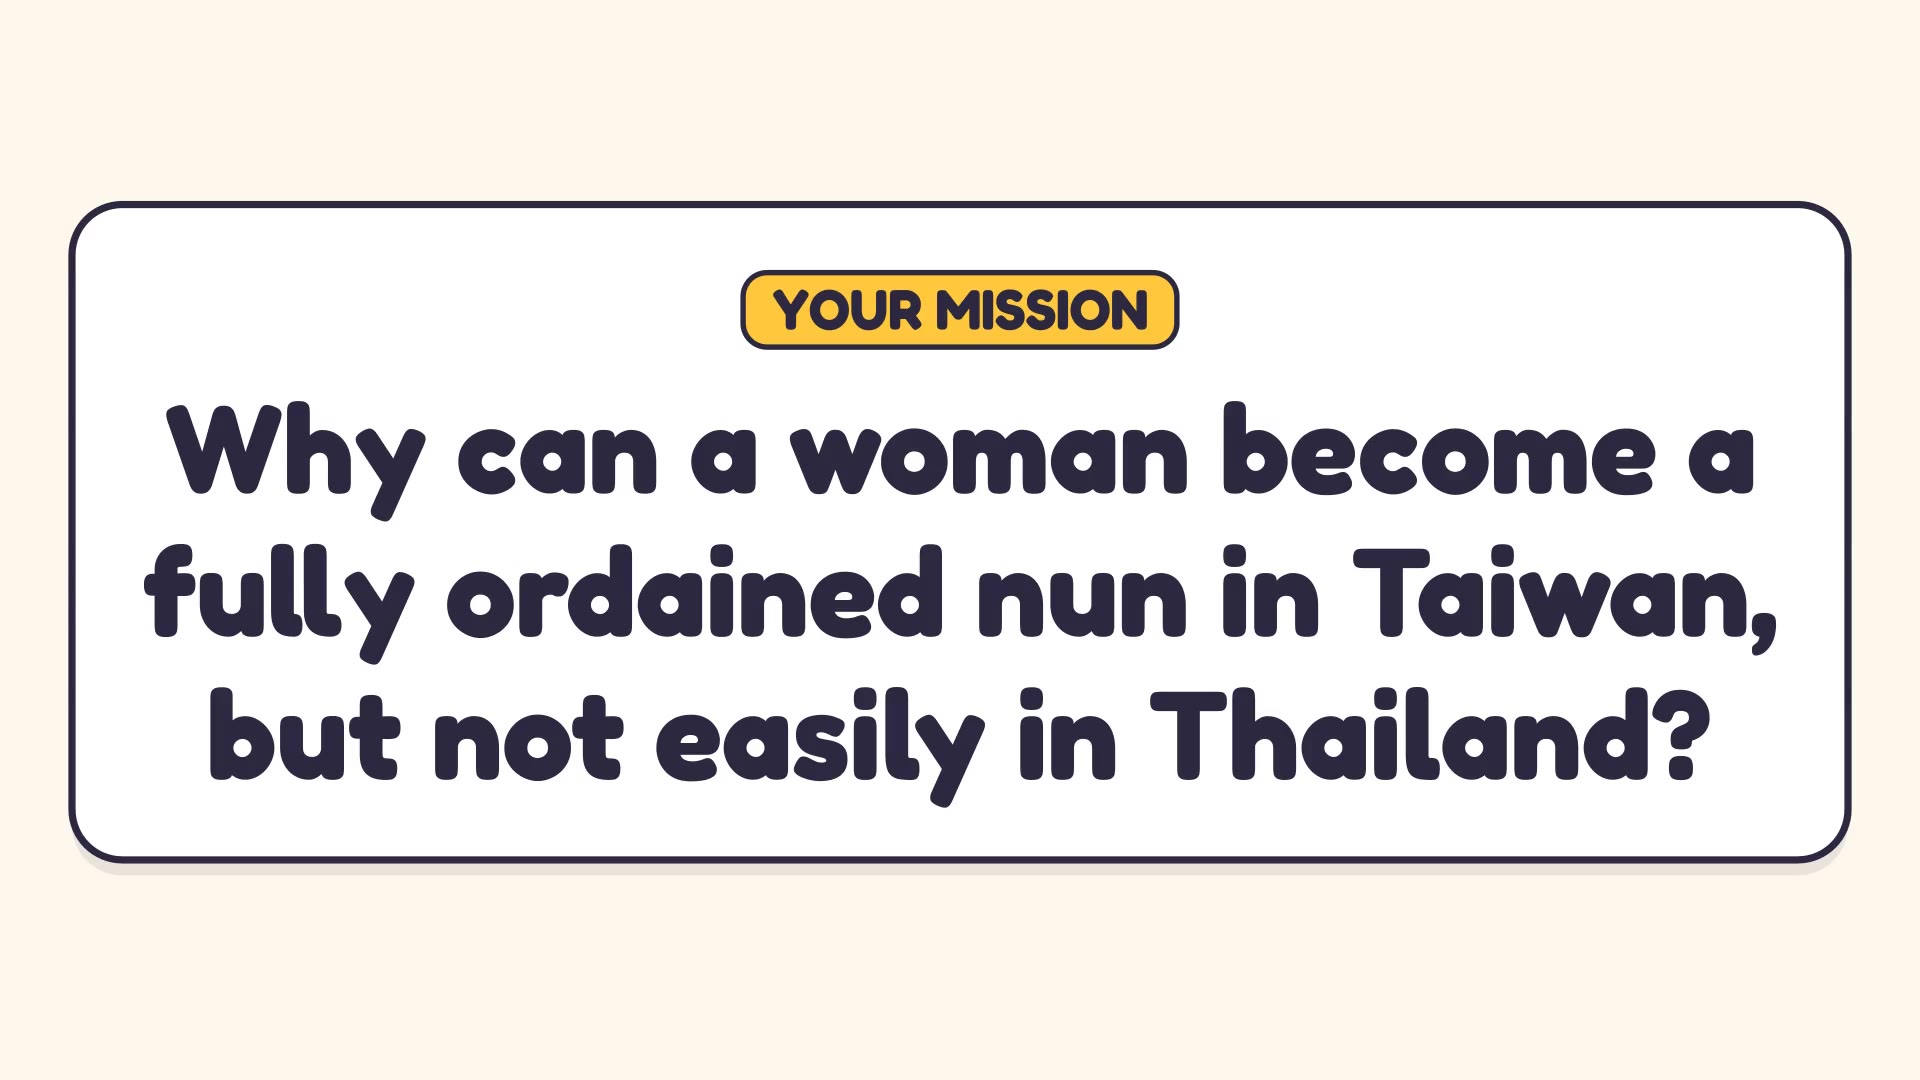 YOUR MISSION
Why can a woman become a
fully ordained nun in Taiwan,
but not easily in Thailand?